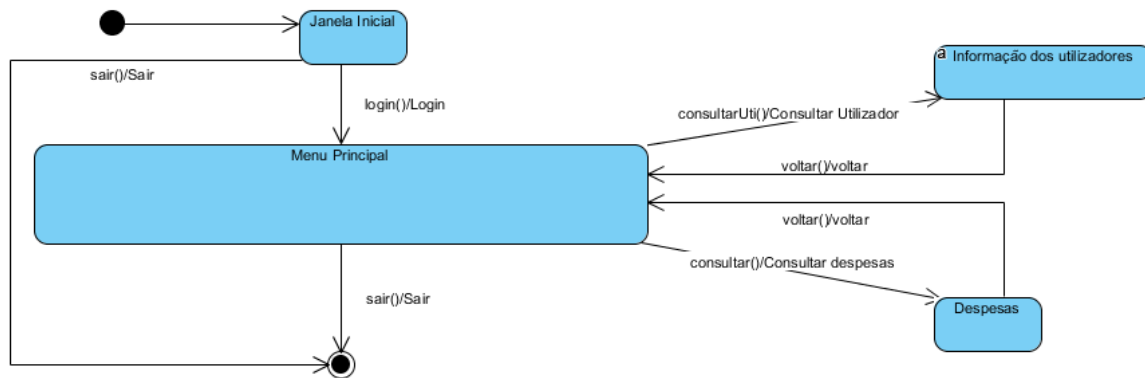 Janela Inicial
a Informação dos utilizadores
sair()/Sair
login()/Login
consultarUti()/Consultar Utilizador
Menu Principal
voltar()/voltar
voltar()/voltar
consultar()/Consultar despesas
sair()/Sair
Despesas